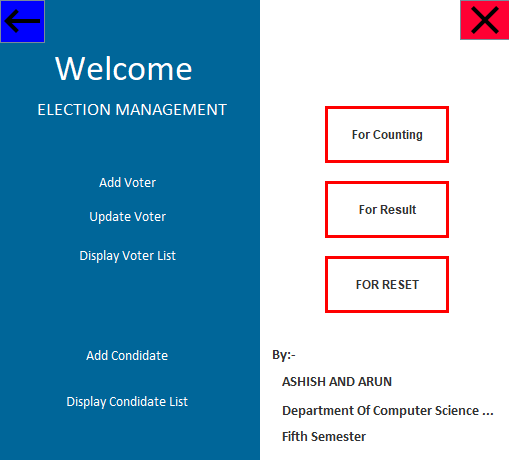 Welcome
ELECTION MANAGEMENT
Add Voter
Update Voter
Display Voter List
Add Condidate
Display Condidate List
For Counting
For Result
FOR RESET
By:-
ASHISH AND ARUN
Department Of Computer Science ...
Fifth Semester